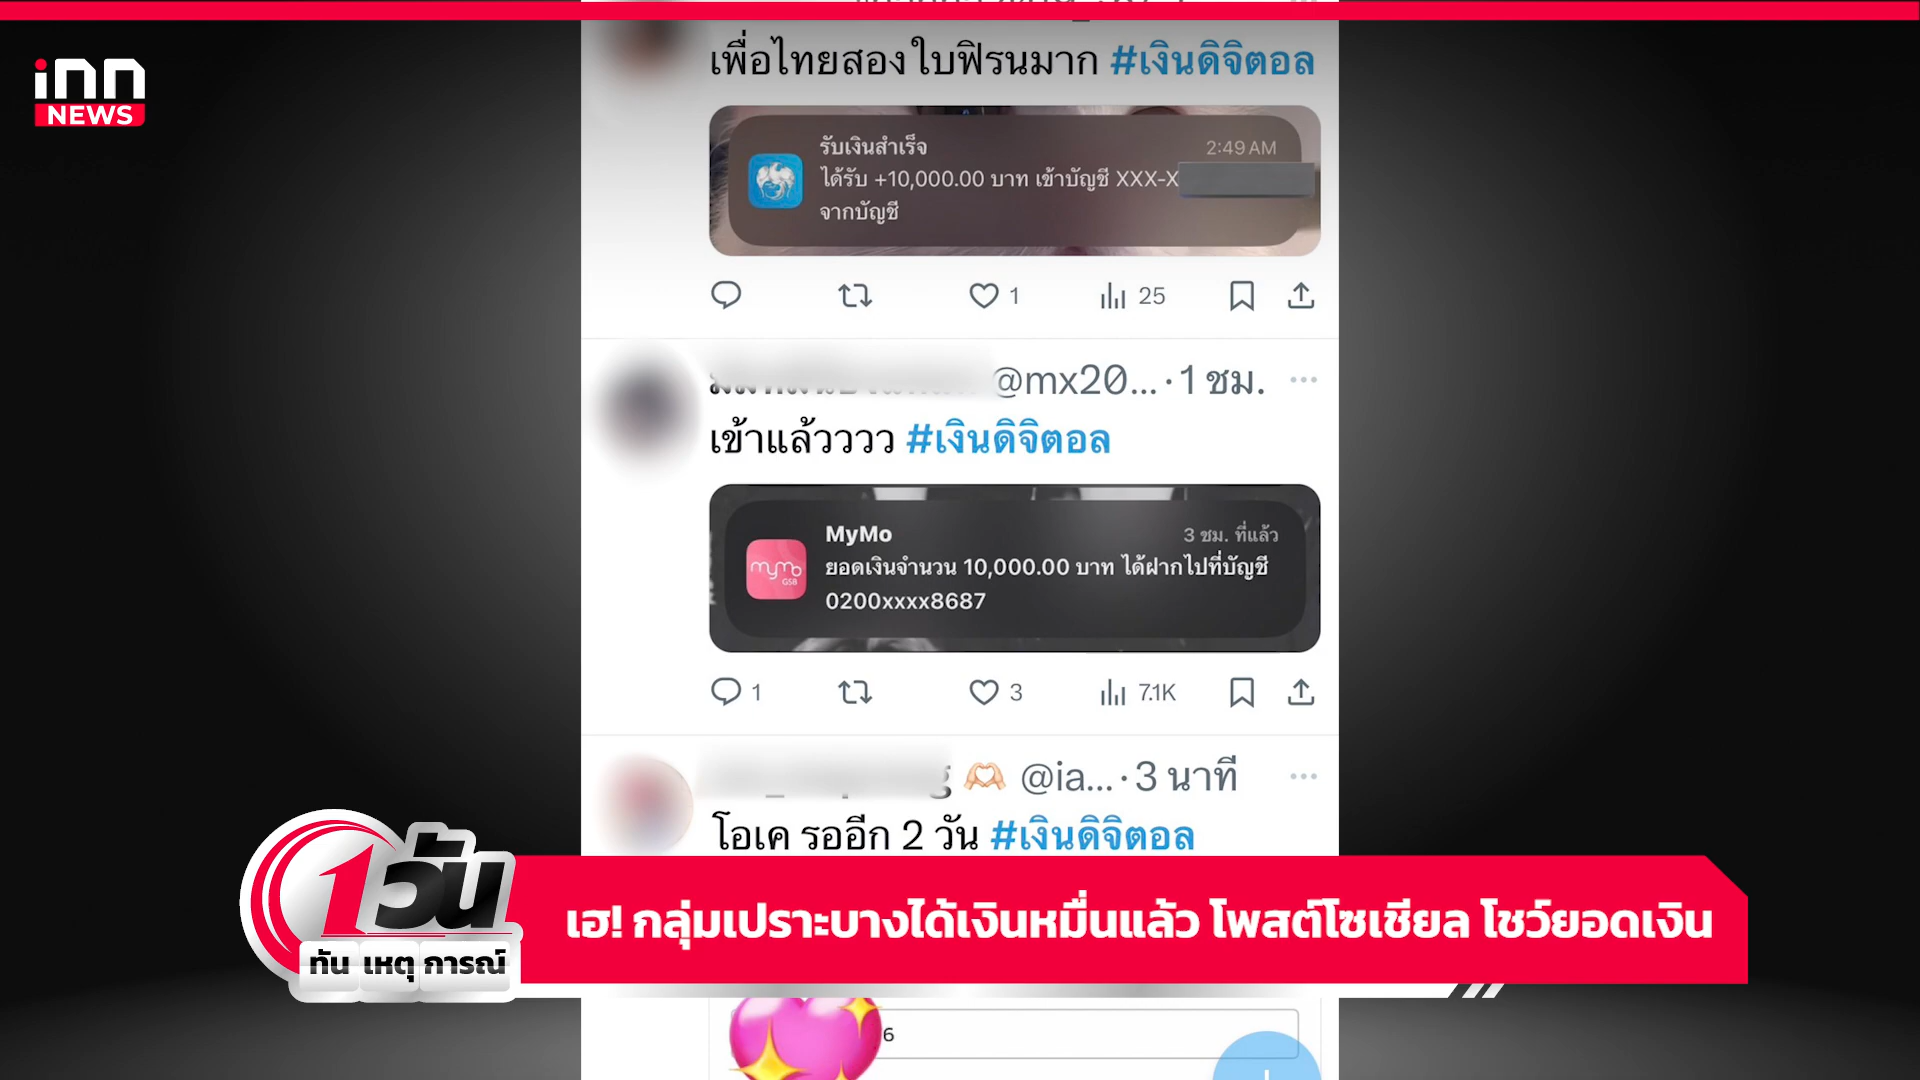 inn
NEWS
เพื่อไทยสองใบฟิรนมาก #เงินดิจิตอล
รับเงินสำเร็จ 2:49 AM
ได้รับ +10,000.00 บาท เข้าบัญชี XXX-X
จากบัญชี
1 25
@mx20... · 1 ชม.
เข้าแล้วววว #เงินดิจิตอล
MyMo 3 ชม. ที่แล้ว
mymo
GSB
ยอดเงินจำนวน 10,000.00 บาท ได้ฝากไปที่บัญชี
0200xxxx8687
1 3 7.1K
@ia... · 3 นาที
โอเค รออีก 2 วัน #เงินดิจิตอล
1วัน
ทัน เหตุ การณ์
เฮ! กลุ่มเปราะบางได้เงินหมื่นแล้ว โพสต์โซเชียล โชว์ยอดเงิน
6